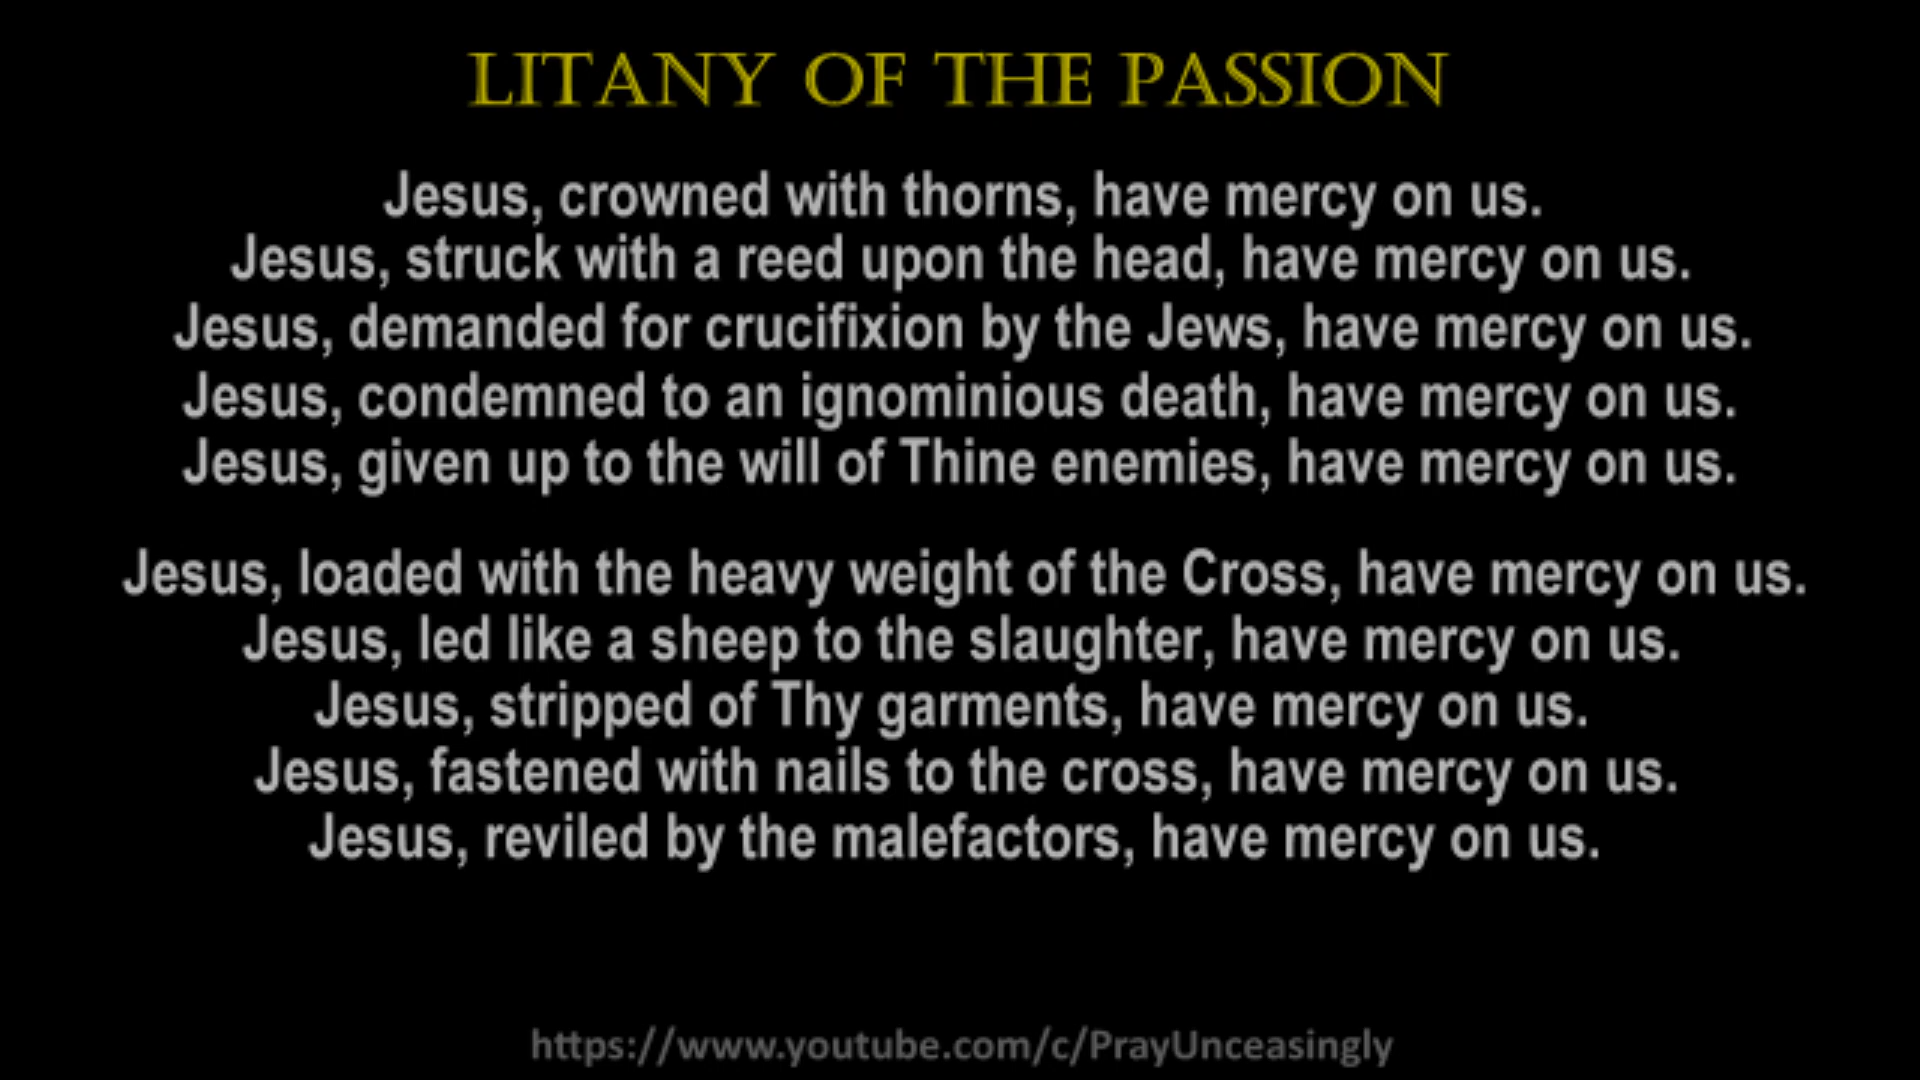 LITANY OF THE PASSION
Jesus, crowned with thorns, have mercy on us.
Jesus, struck with a reed upon the head, have mercy on us.
Jesus, demanded for crucifixion by the Jews, have mercy on us.
Jesus, condemned to an ignominious death, have mercy on us.
Jesus, given up to the will of Thine enemies, have mercy on us.
Jesus, loaded with the heavy weight of the Cross, have mercy on us.
Jesus, led like a sheep to the slaughter, have mercy on us.
Jesus, stripped of Thy garments, have mercy on us.
Jesus, fastened with nails to the cross, have mercy on us.
Jesus, reviled by the malefactors, have mercy on us.
https://www.youtube.com/c/PrayUnceasingly